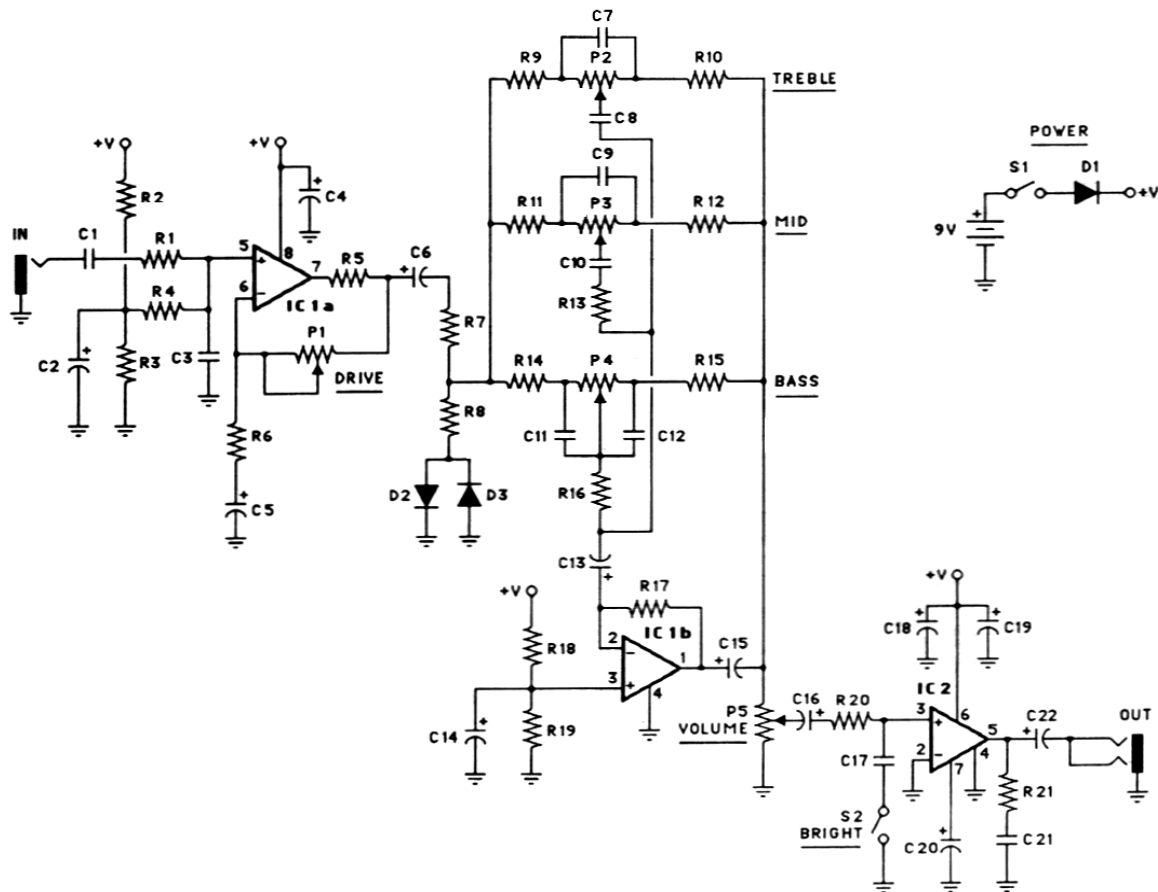 C7
R9
P2
R10
TREBLE
C8
+V
+V
POWER
S1
D1
+V
9V
C9
R2
C4
R11
P3
R12
MID
IN
C1
R1
5
+
8
7
R5
C6
C10
6
−
IC1a
R13
R4
P1
R7
C2
R3
C3
DRIVE
R14
P4
R15
BASS
R6
R8
C11
C12
D2
D3
R16
C5
C13
+V
R17
+V
IC1b
C18
C19
R18
2
−
1
C15
3
+
4
IC2
C14
R19
P5
VOLUME
C16
R20
3
+
6
5
C22
OUT
2
−
7
4
C17
R21
S2
BRIGHT
C20
C21